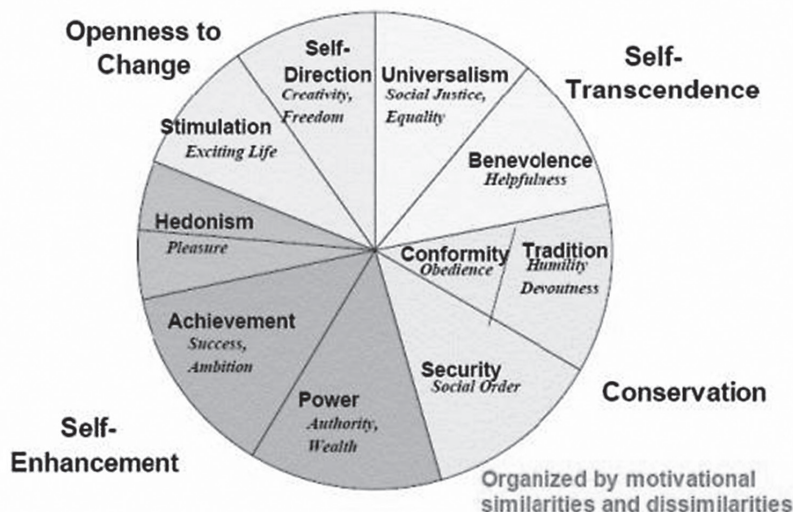 Openness to
Change
Self-
Transcendence
Self-
Direction
Creativity,
Freedom
Universalism
Social Justice,
Equality
Stimulation
Exciting Life
Benevolence
Helpfulness
Hedonism
Pleasure
Conformity
Obedience
Tradition
Humility
Devoutness
Achievement
Success,
Ambition
Security
Social Order
Power
Authority,
Wealth
Conservation
Self-
Enhancement
Organized by motivational
similarities and dissimilarities